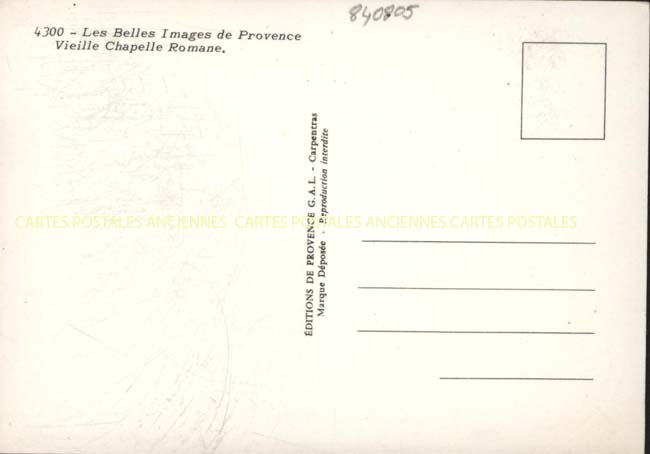 840805
4300 - Les Belles Images de Provence
Vieille Chapelle Romane.
ÉDITIONS DE PROVENCE G.A.L. - Carpentras
Marque Déposée - Reproduction interdite
CARTES POSTALES ANCIENNES CARTES POSTALES ANCIENNES CARTES POSTALES